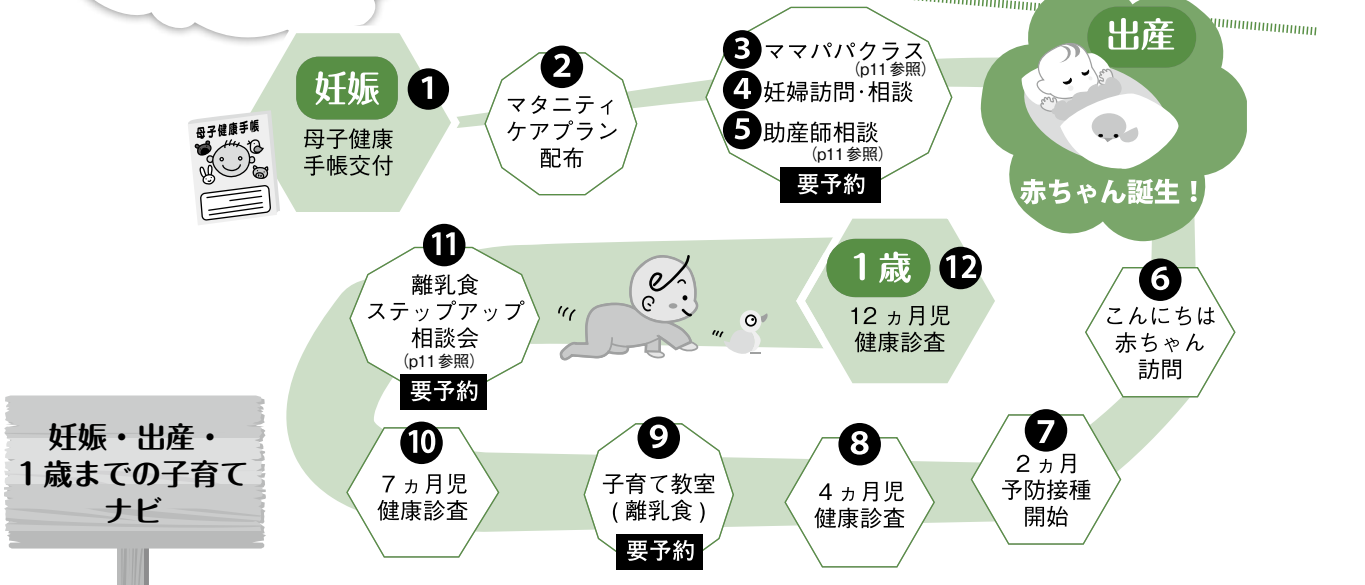 妊娠
1
母子健康
手帳交付
母子健康手帳
2
マタニティ
ケアプラン
配布
3 ママパパクラス
(p11 参照)
4 妊婦訪問・相談
5 助産師相談
(p11 参照)
要予約
出産
赤ちゃん誕生!
6
こんにちは
赤ちゃん
訪問
7
2 ヵ月
予防接種
開始
8
4 ヵ月児
健康診査
9
子育て教室
(離乳食)
要予約
10
7 ヵ月児
健康診査
11
離乳食
ステップアップ
相談会
(p11 参照)
要予約
1歳
12
12 ヵ月児
健康診査
妊娠・出産・
1歳までの子育て
ナビ